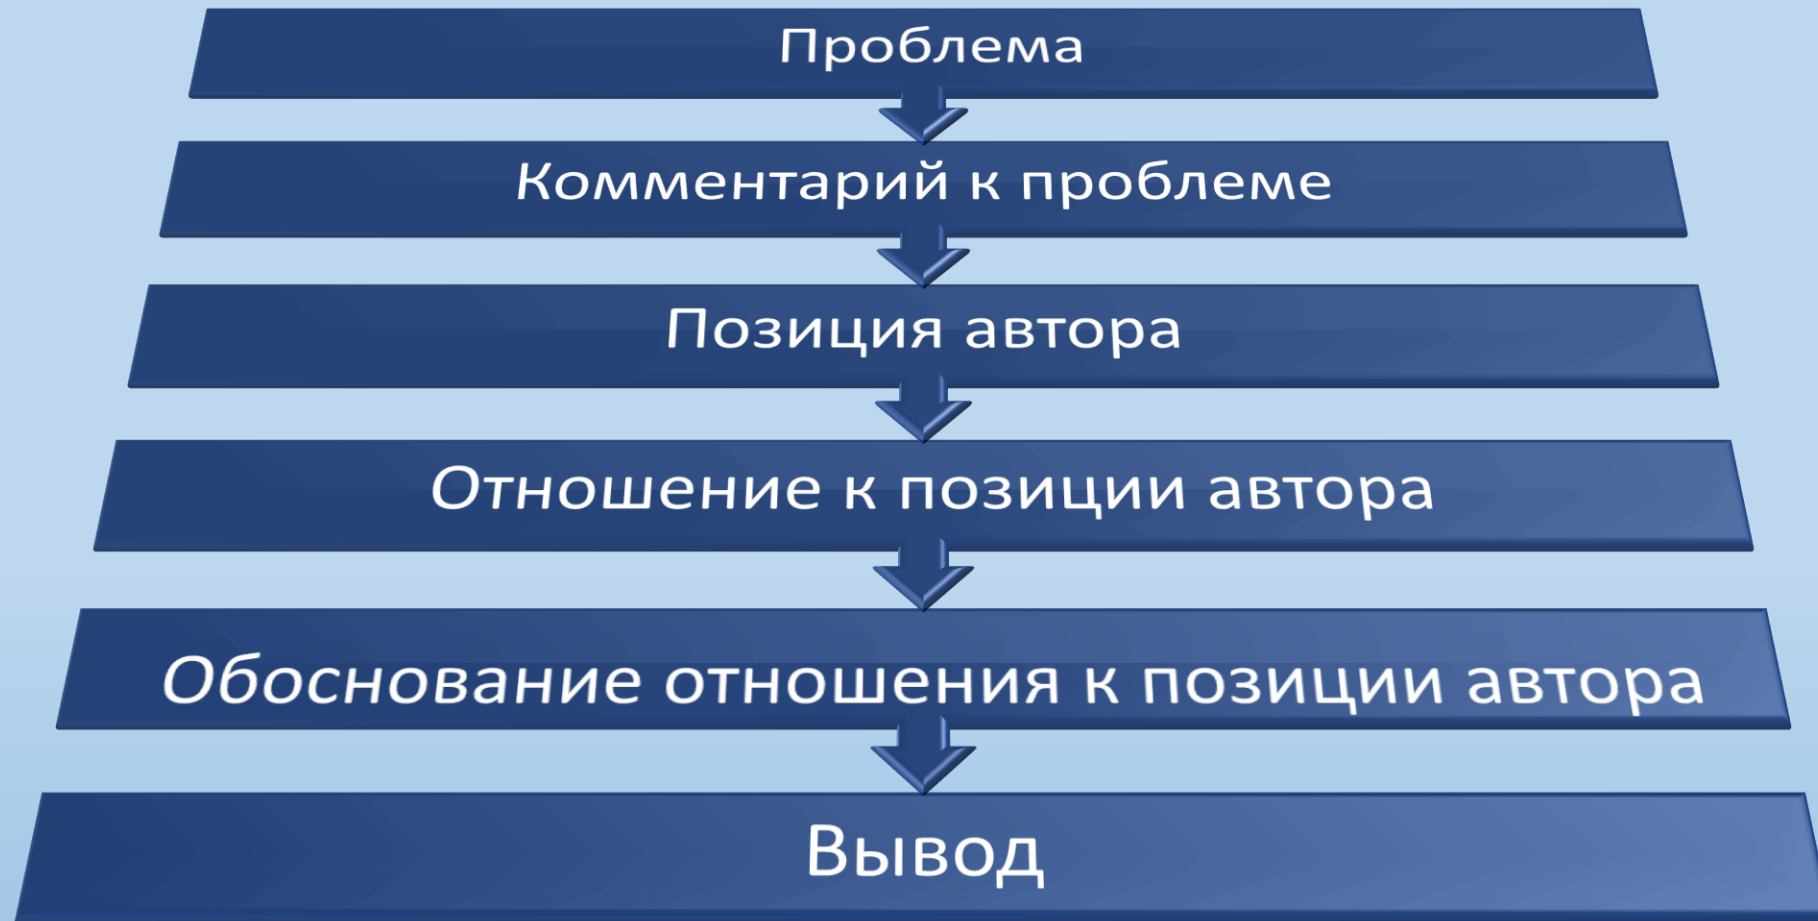 Проблема
Комментарий к проблеме
Позиция автора
Отношение к позиции автора
Обоснование отношения к позиции автора
Вывод